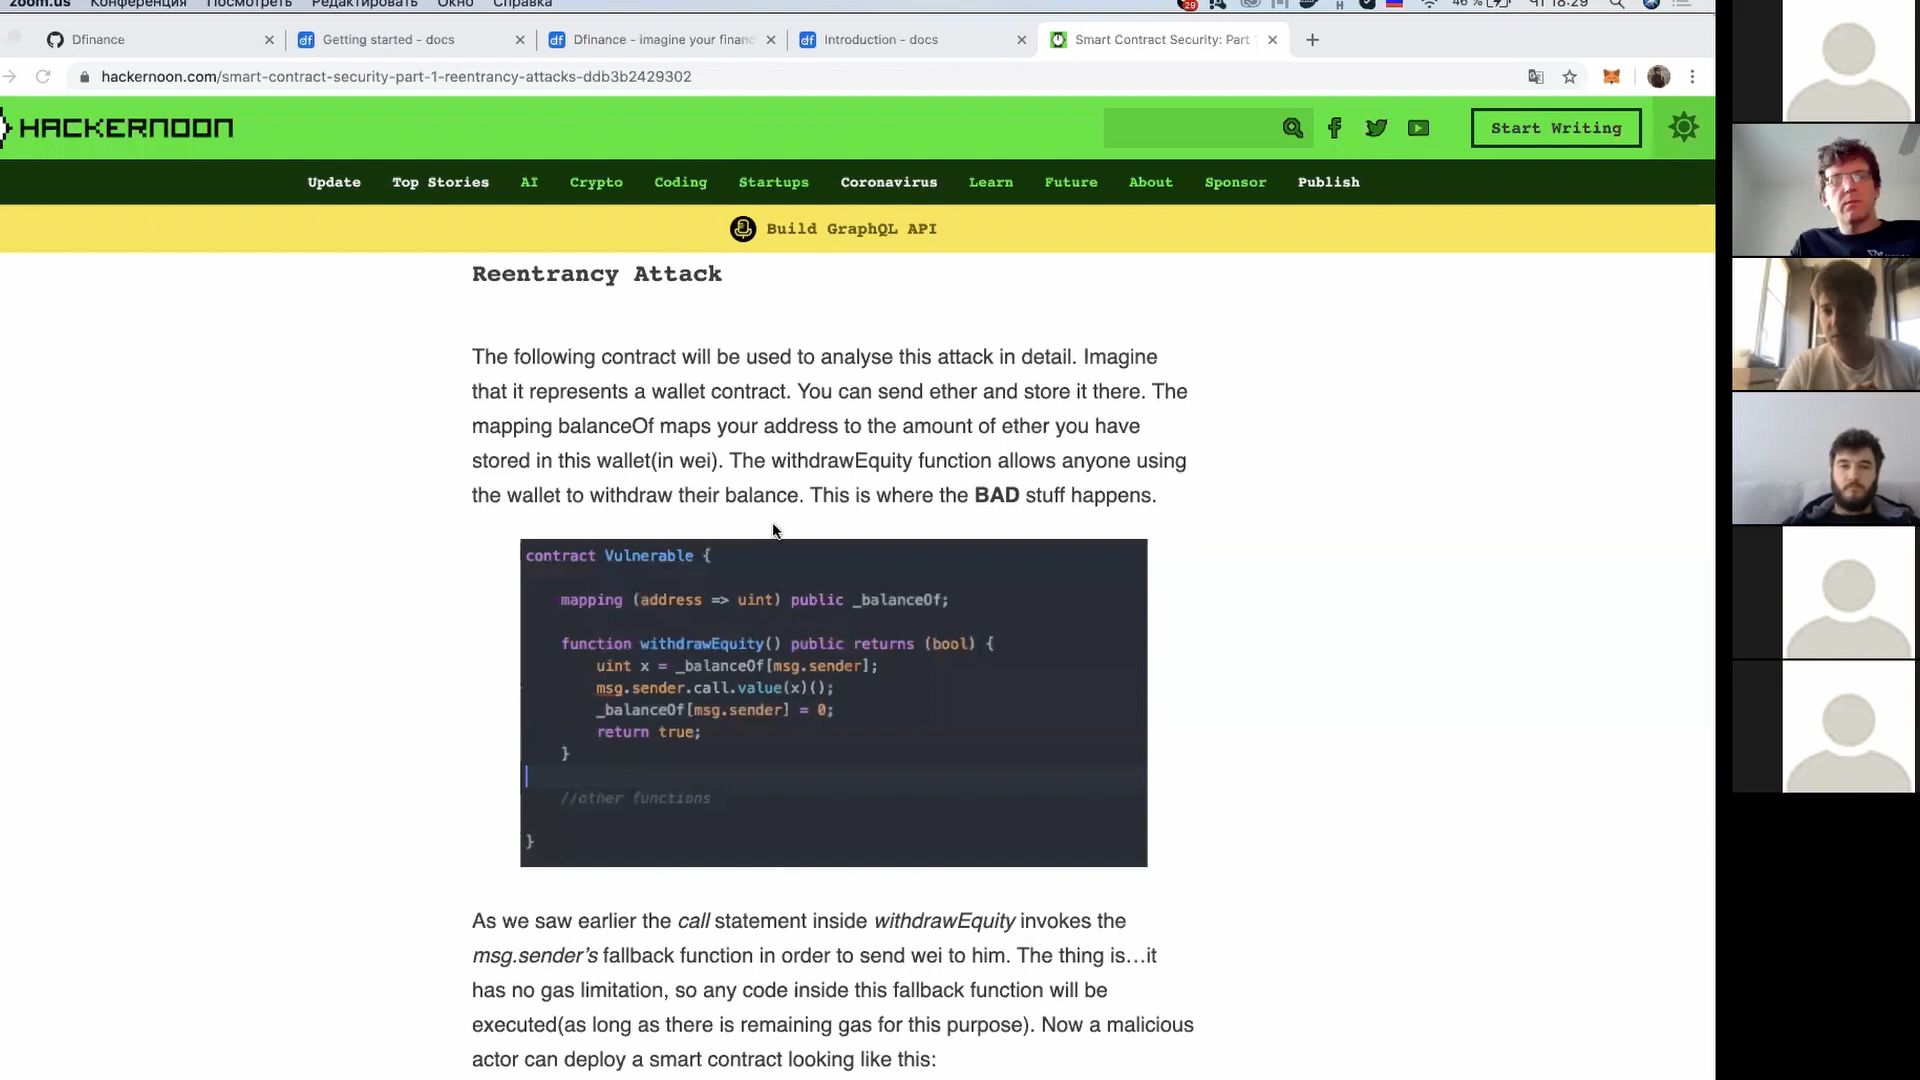 zoom.us Конференция Посмотреть Редактировать Окно Справка 29 46 % Чт 18:29
Dfinance Getting started - docs Dfinance - imagine your financ Introduction - docs Smart Contract Security: Part
hackernoon.com/smart-contract-security-part-1-reentrancy-attacks-ddb3b2429302
HACKERNOON Start Writing
Update Top Stories AI Crypto Coding Startups Coronavirus Learn Future About Sponsor Publish
Build GraphQL API
Reentrancy Attack
The following contract will be used to analyse this attack in detail. Imagine
that it represents a wallet contract. You can send ether and store it there. The
mapping balanceOf maps your address to the amount of ether you have
stored in this wallet(in wei). The withdrawEquity function allows anyone using
the wallet to withdraw their balance. This is where the BAD stuff happens.
contract Vulnerable {
mapping (address => uint) public _balanceOf;
function withdrawEquity() public returns (bool) {
uint x = _balanceOf[msg.sender];
msg.sender.call.value(x)();
_balanceOf[msg.sender] = 0;
return true;
}
//other functions
}
As we saw earlier the call statement inside withdrawEquity invokes the
msg.sender’s fallback function in order to send wei to him. The thing is…it
has no gas limitation, so any code inside this fallback function will be
executed(as long as there is remaining gas for this purpose). Now a malicious
actor can deploy a smart contract looking like this: